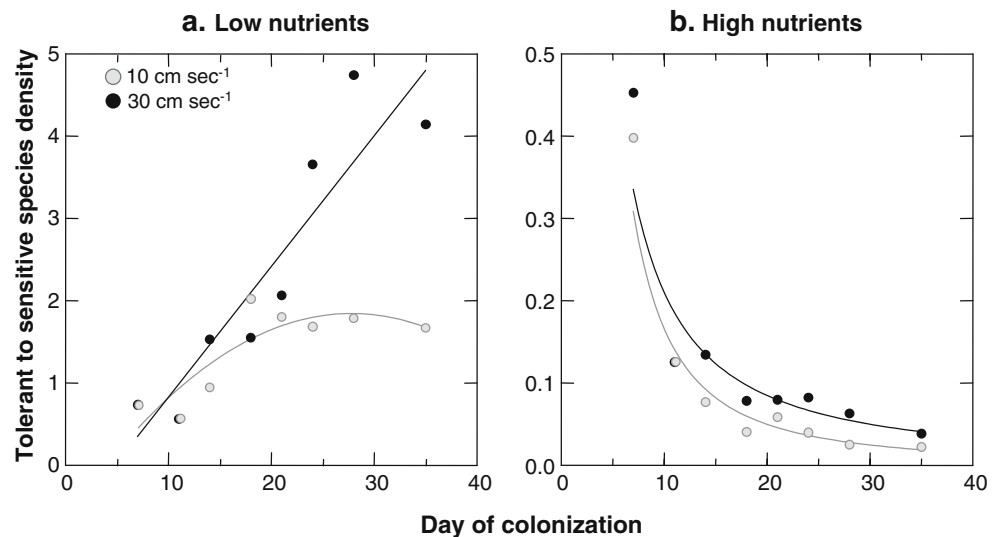 a. Low nutrients
b. High nutrients
Tolerant to sensitive species density
10 cm sec⁻¹
30 cm sec⁻¹
5
4
3
2
1
0
0 10 20 30 40
0.5
0.4
0.3
0.2
0.1
0.0
0 10 20 30 40
Day of colonization